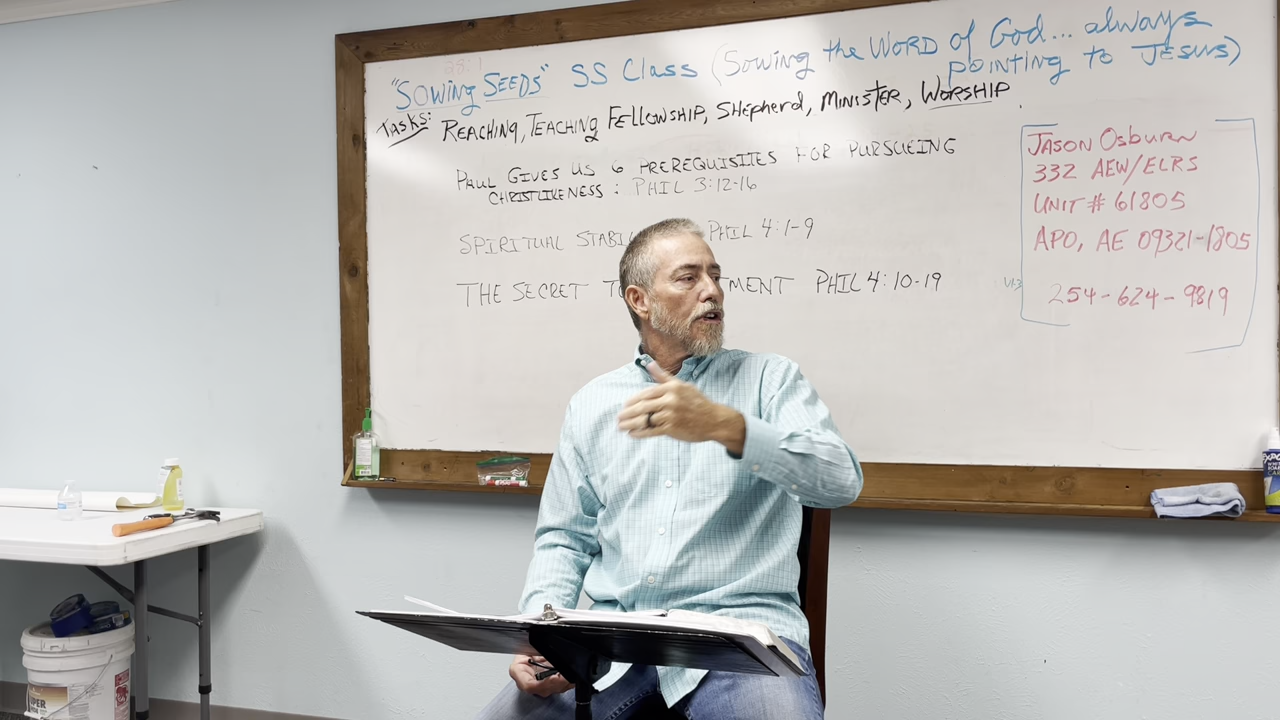 "SOWING SEEDS" SS Class (Sowing the WORD of God... always
pointing to JESUS)
TASKS: REACHING, TEACHING FELLOWSHIP, SHEPHERD, MINISTER, WORSHIP
PAUL GIVES US 6 PREREQUISITES FOR PURSUEING
CHRISTLIKENESS: PHIL 3:12-16
SPIRITUAL PHIL 4:1-9
THE SECRET PHIL 4:10-19
JASON OSBURN
332 AEW/ELRS
UNIT # 61805
APO, AE 09321-1805
254-624-9819